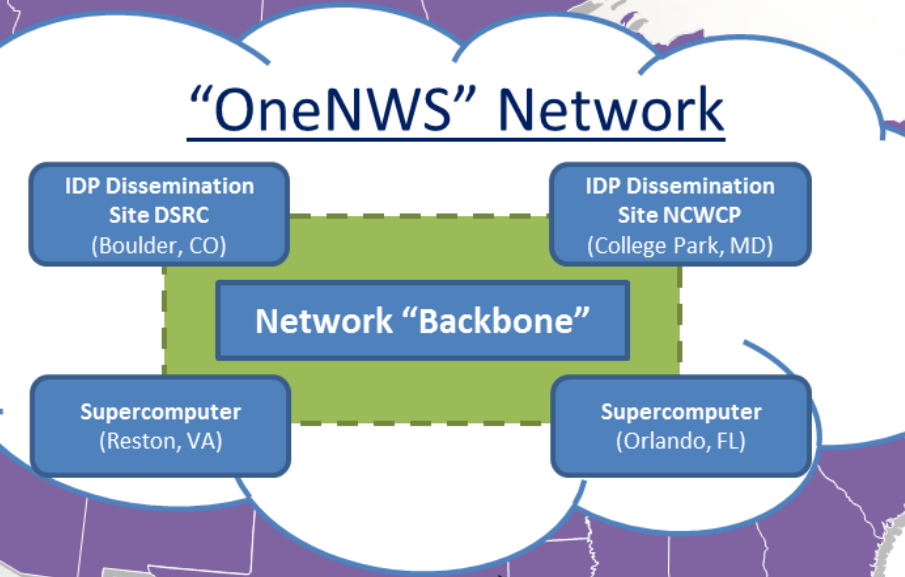 “OneNWS” Network
IDP Dissemination
Site DSRC
(Boulder, CO)
IDP Dissemination
Site NCWCP
(College Park, MD)
Network “Backbone”
Supercomputer
(Reston, VA)
Supercomputer
(Orlando, FL)